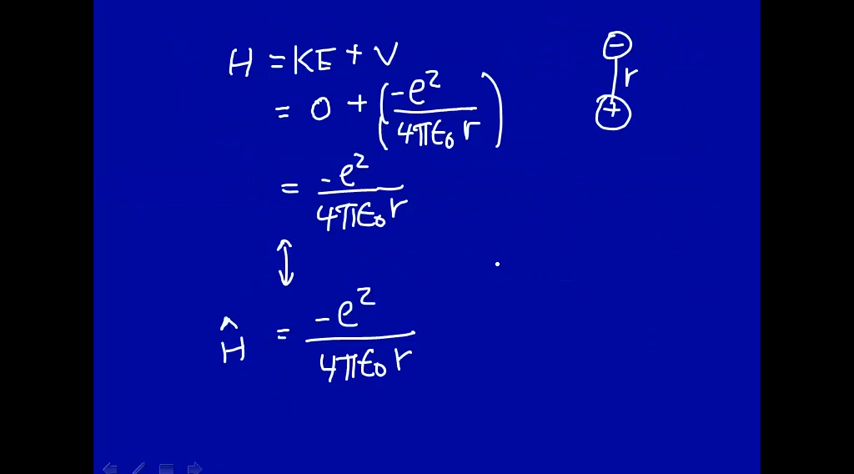 H = KE + V
= 0 + (-e²/4πε₀r)
= -e²/4πε₀r
↕
Ĥ = -e²/4πε₀r
−
r
+